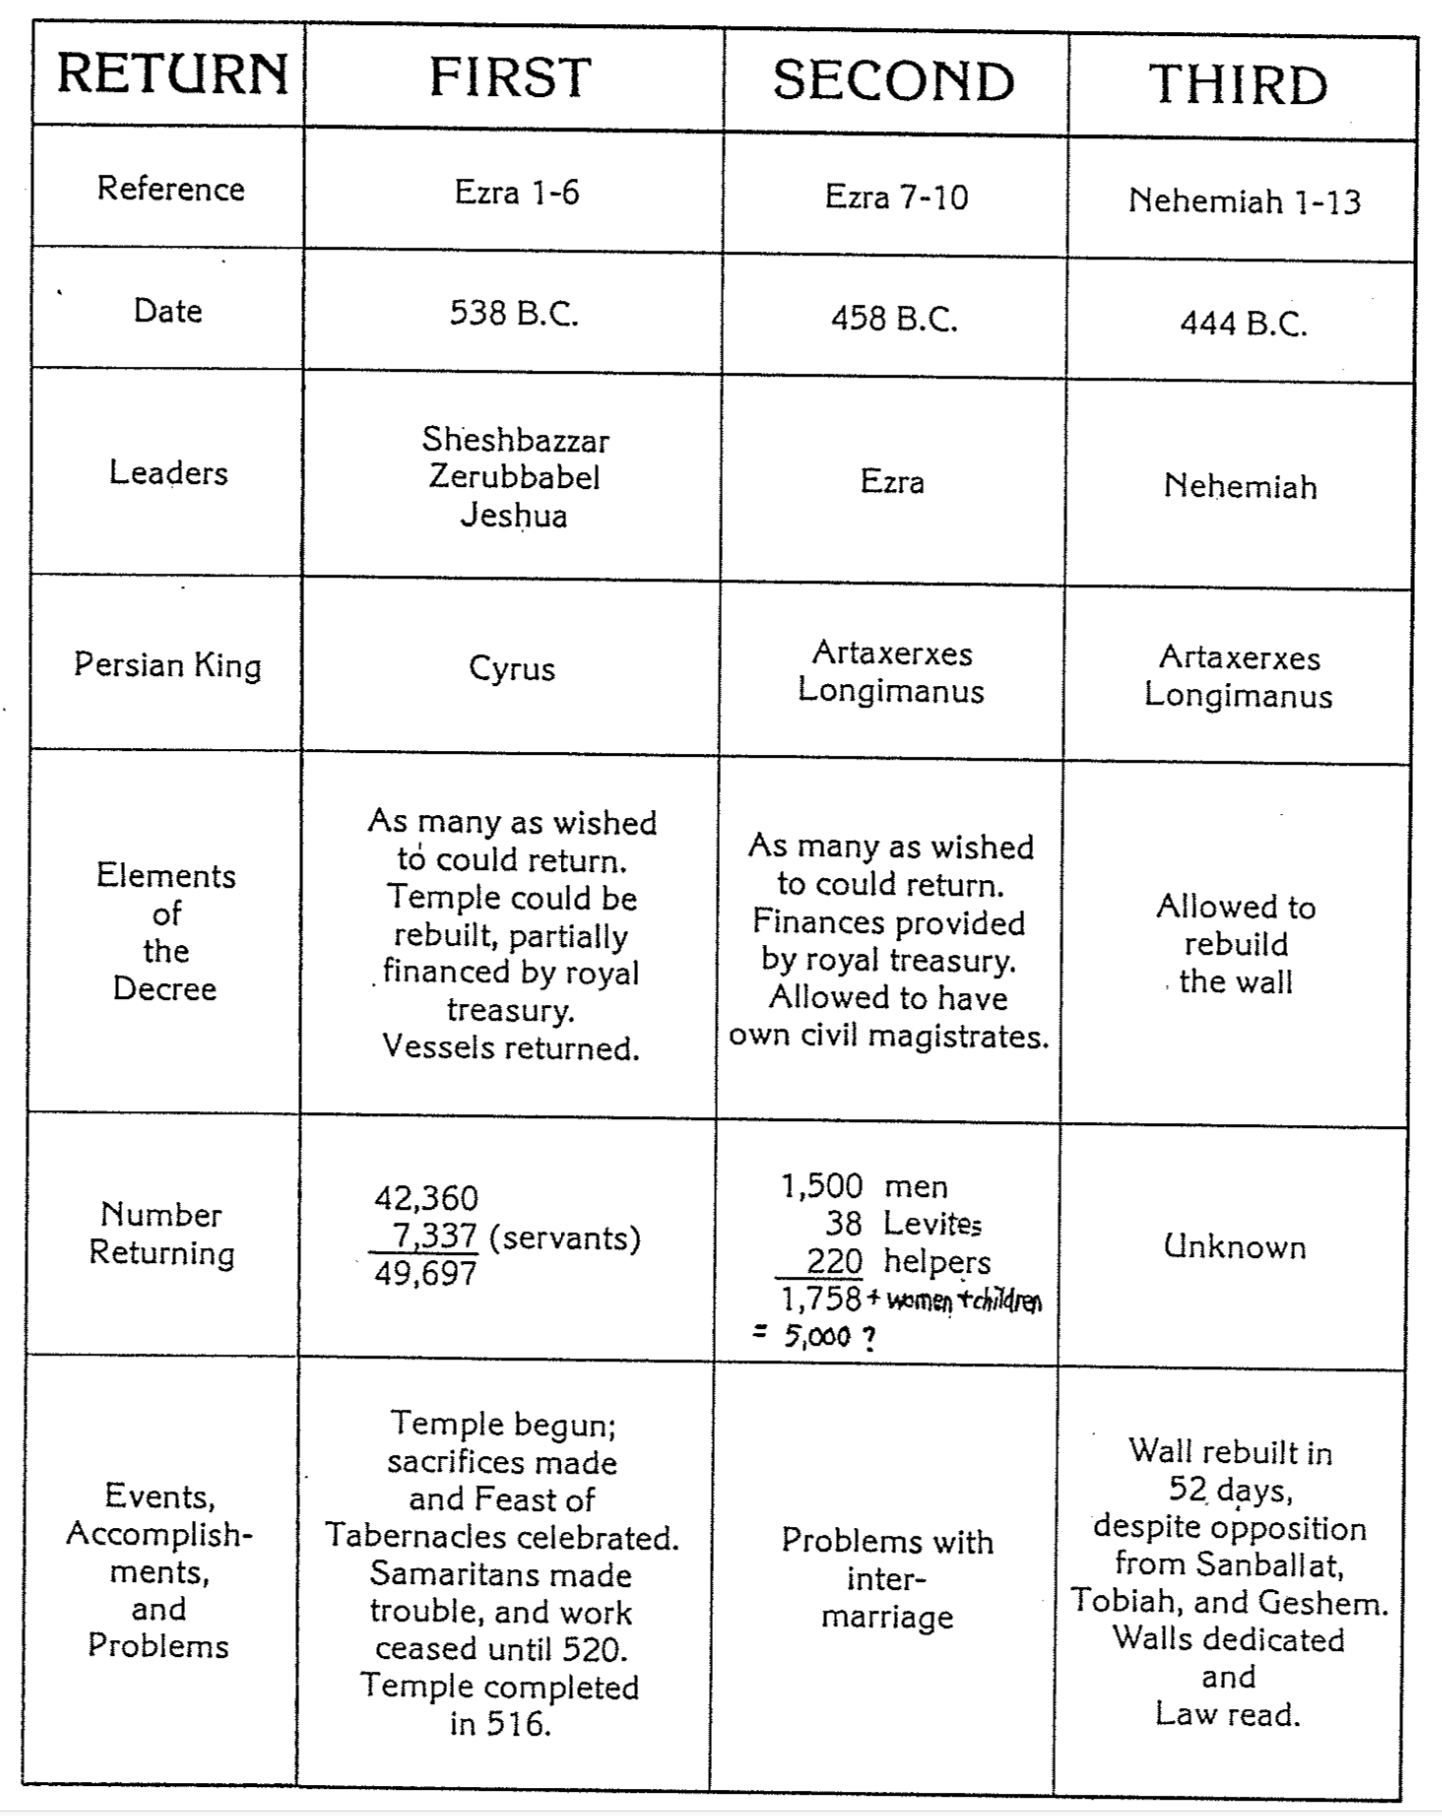 RETURN FIRST SECOND THIRD
Reference Ezra 1-6 Ezra 7-10 Nehemiah 1-13
Date 538 B.C. 458 B.C. 444 B.C.
Leaders
Sheshbazzar
Zerubbabel
Jeshua
Ezra
Nehemiah
Persian King
Cyrus
Artaxerxes
Longimanus
Artaxerxes
Longimanus
Elements
of
the
Decree
As many as wished
to could return.
Temple could be
rebuilt, partially
financed by royal
treasury.
Vessels returned.
As many as wished
to could return.
Finances provided
by royal treasury.
Allowed to have
own civil magistrates.
Allowed to
rebuild
the wall
Number
Returning
42,360
7,337 (servants)
49,697
1,500 men
38 Levites
220 helpers
1,758 + women + children
= 5,000 ?
Unknown
Events,
Accomplish-
ments,
and
Problems
Temple begun;
sacrifices made
and Feast of
Tabernacles celebrated.
Samaritans made
trouble, and work
ceased until 520.
Temple completed
in 516.
Problems with
inter-
marriage
Wall rebuilt in
52 days,
despite opposition
from Sanballat,
Tobiah, and Geshem.
Walls dedicated
and
Law read.